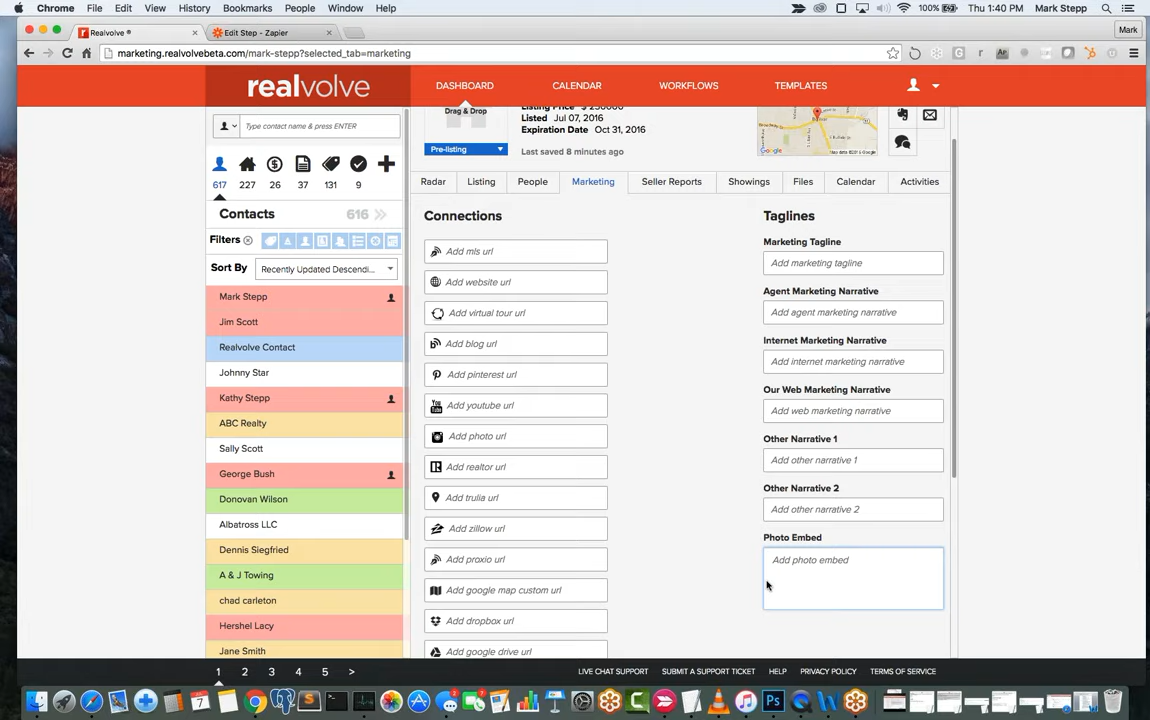 Chrome File Edit View History Bookmarks People Window Help 100% Thu 1:40 PM Mark Stepp
Realvolve ® × Edit Step - Zapier × Mark
marketing.realvolvebeta.com/mark-stepp?selected_tab=marketing
realvolve DASHBOARD CALENDAR WORKFLOWS TEMPLATES
Type contact name & press ENTER
617 227 26 37 131 9
Contacts 616
Filters
Sort By Recently Updated Descendi...
Mark Stepp
Jim Scott
Realvolve Contact
Johnny Star
Kathy Stepp
ABC Realty
Sally Scott
George Bush
Donovan Wilson
Albatross LLC
Dennis Siegfried
A & J Towing
chad carleton
Hershel Lacy
Jane Smith
1 2 3 4 5 >
Drag & Drop
Pre-listing
Listing Price $ 250000
Listed Jul 07, 2016
Expiration Date Oct 31, 2016
Last saved 8 minutes ago
Google
Radar Listing People Marketing Seller Reports Showings Files Calendar Activities
Connections
Add mls url
Add website url
Add virtual tour url
Add blog url
Add pinterest url
Add youtube url
Add photo url
Add realtor url
Add trulia url
Add zillow url
Add proxio url
Add google map custom url
Add dropbox url
Add google drive url
Taglines
Marketing Tagline
Add marketing tagline
Agent Marketing Narrative
Add agent marketing narrative
Internet Marketing Narrative
Add internet marketing narrative
Our Web Marketing Narrative
Add web marketing narrative
Other Narrative 1
Add other narrative 1
Other Narrative 2
Add other narrative 2
Photo Embed
Add photo embed
LIVE CHAT SUPPORT SUBMIT A SUPPORT TICKET HELP PRIVACY POLICY TERMS OF SERVICE